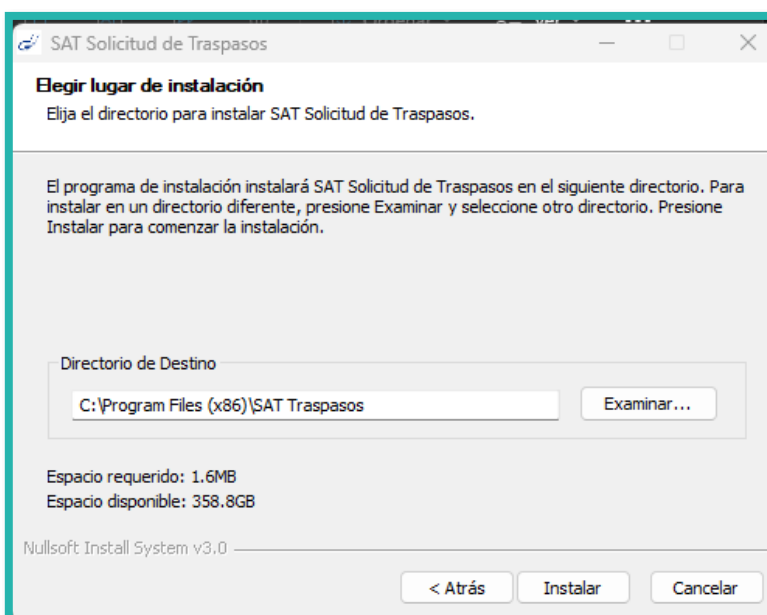 SAT Solicitud de Traspasos
Elegir lugar de instalación
Elija el directorio para instalar SAT Solicitud de Traspasos.
El programa de instalación instalará SAT Solicitud de Traspasos en el siguiente directorio. Para
instalar en un directorio diferente, presione Examinar y seleccione otro directorio. Presione
Instalar para comenzar la instalación.
Directorio de Destino
C:\Program Files (x86)\SAT Traspasos
Examinar...
Espacio requerido: 1.6MB
Espacio disponible: 358.8GB
Nullsoft Install System v3.0
< Atrás
Instalar
Cancelar